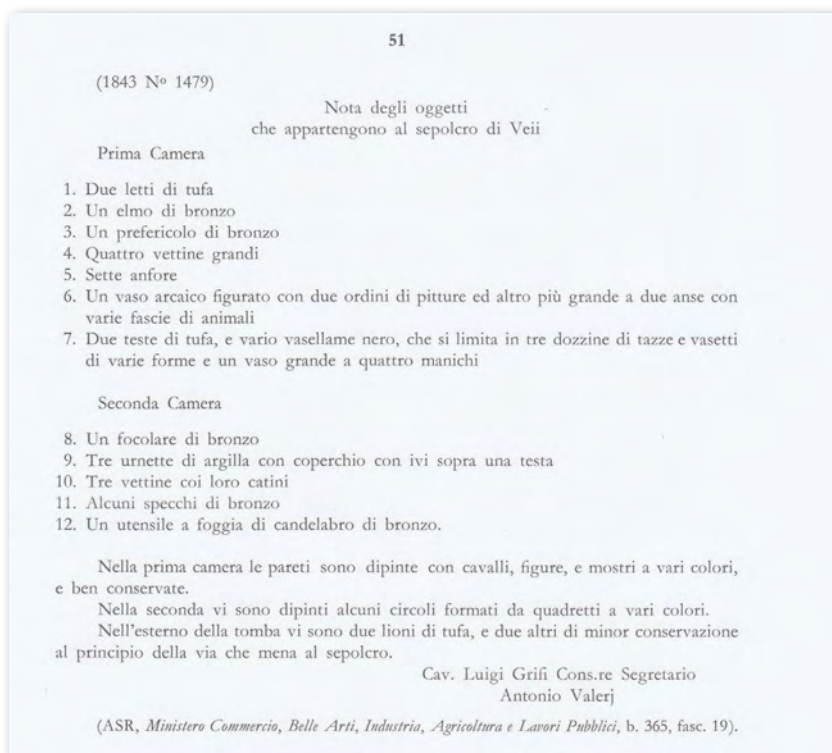 51
(1843 Nº 1479)
Nota degli oggetti
che appartengono al sepolcro di Veii
Prima Camera
1. Due letti di tufa
2. Un elmo di bronzo
3. Un prefericolo di bronzo
4. Quattro vettine grandi
5. Sette anfore
6. Un vaso arcaico figurato con due ordini di pitture ed altro più grande a due anse con
varie fascie di animali
7. Due teste di tufa, e vario vasellame nero, che si limita in tre dozzine di tazze e vasetti
di varie forme e un vaso grande a quattro manichi
Seconda Camera
8. Un focolare di bronzo
9. Tre urnette di argilla con coperchio con ivi sopra una testa
10. Tre vettine coi loro catini
11. Alcuni specchi di bronzo
12. Un utensile a foggia di candelabro di bronzo.
Nella prima camera le pareti sono dipinte con cavalli, figure, e mostri a vari colori,
e ben conservate.
Nella seconda vi sono dipinti alcuni circoli formati da quadretti a vari colori.
Nell'esterno della tomba vi sono due lioni di tufa, e due altri di minor conservazione
al principio della via che mena al sepolcro.
Cav. Luigi Grifi Cons.re Segretario
Antonio Valerj
(ASR, Ministero Commercio, Belle Arti, Industria, Agricoltura e Lavori Pubblici, b. 365, fasc. 19).